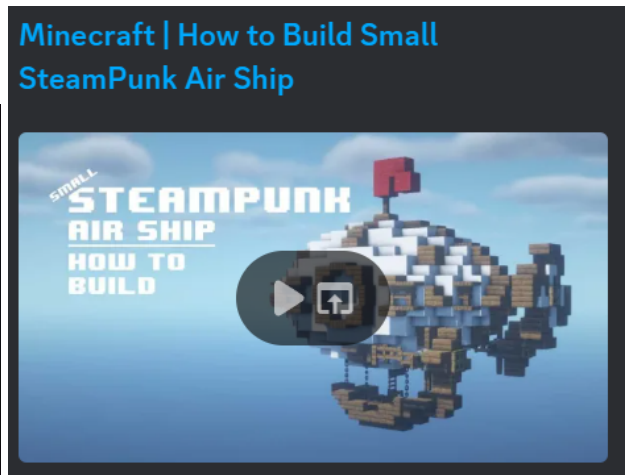 Minecraft | How to Build Small
SteamPunk Air Ship
SMALL
STEAMPUNK
AIR SHIP
HOW TO
BUILD